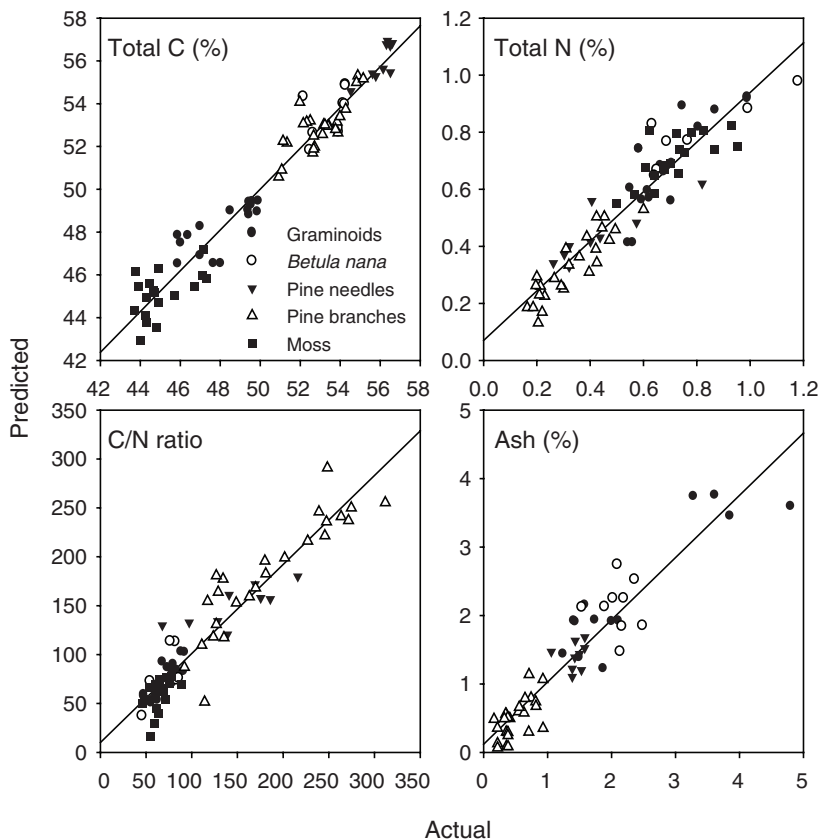 58
56
54
52
50
48
46
44
42
Total C (%)
Graminoids
Betula nana
Pine needles
Pine branches
Moss
42 44 46 48 50 52 54 56 58
1.2
1.0
0.8
0.6
0.4
0.2
0.0
Total N (%)
0.0 0.2 0.4 0.6 0.8 1.0 1.2
Predicted
350
300
250
200
150
100
50
0
C/N ratio
0 50 100 150 200 250 300 350
5
4
3
2
1
0
Ash (%)
0 1 2 3 4 5
Actual